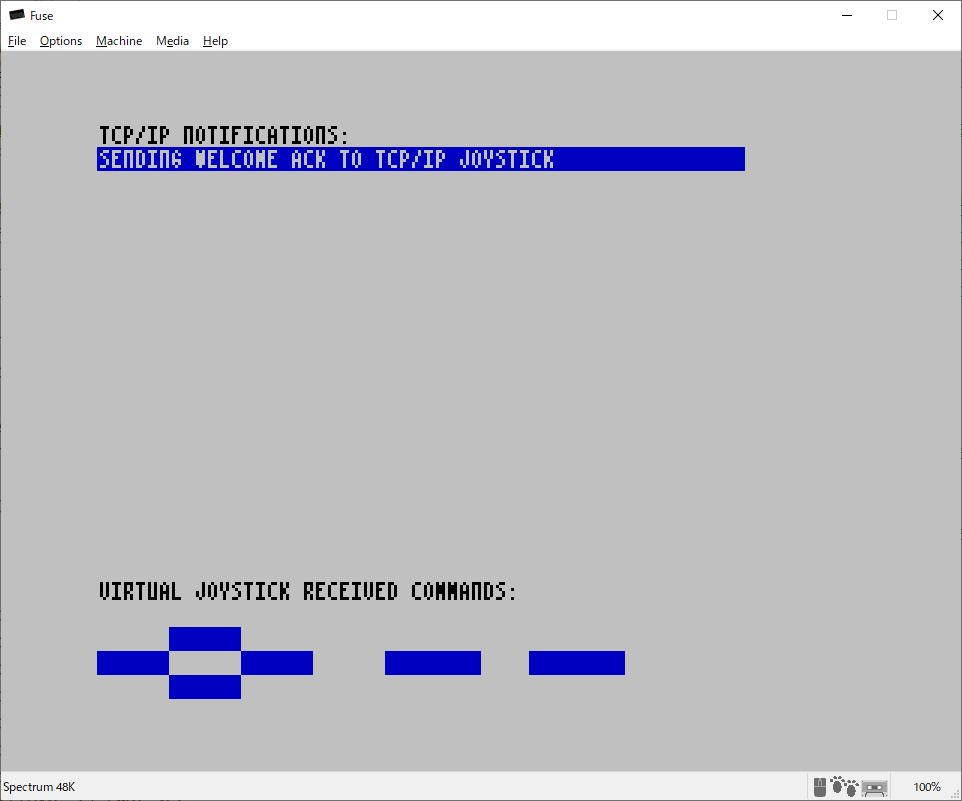 Fuse
File Options Machine Media Help
TCP/IP NOTIFICATIONS:
SENDING WELCOME ACK TO TCP/IP JOYSTICK
VIRTUAL JOYSTICK RECEIVED COMMANDS:
Spectrum 48K 100%